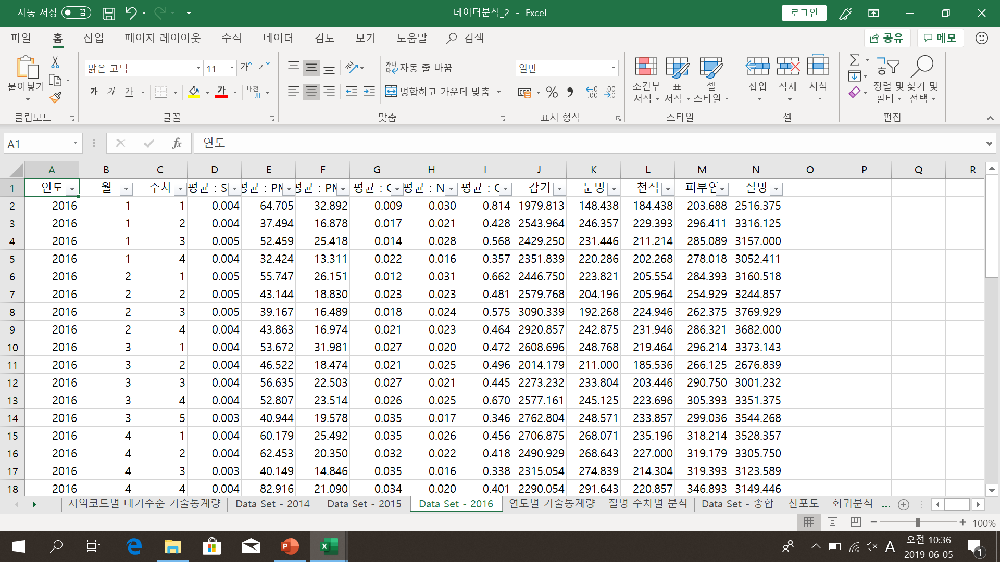 자동 저장 끔 데이터분석_2 - Excel 로그인
파일 홈 삽입 페이지 레이아웃 수식 데이터 검토 보기 도움말 검색 공유 메모
붙여넣기
클립보드
맑은 고딕 11 가 가
가 가 가 가 내천
글꼴
자동 줄 바꿈
병합하고 가운데 맞춤
맞춤
일반
% .00 .00
표시 형식
조건부 서식 표 서식 셀 스타일
스타일
삽입 삭제 서식
셀
정렬 및 필터 찾기 및 선택
편집
A1 fx 연도
A B C D E F G H I J K L M N O P Q R
1 연도 월 주차 평균 : 평균 : PM 평균 : PM 평균 : 평균 : N 평균 : 감기 눈병 천식 피부염 질병
2 2016 1 1 0.004 64.705 32.892 0.009 0.030 0.814 1979.813 148.438 184.438 203.688 2516.375
3 2016 1 2 0.004 37.494 16.878 0.017 0.021 0.428 2543.964 246.357 229.393 296.411 3316.125
4 2016 1 3 0.005 52.459 25.418 0.014 0.028 0.568 2429.250 231.446 211.214 285.089 3157.000
5 2016 1 4 0.004 32.424 13.311 0.022 0.016 0.357 2351.839 220.286 202.268 278.018 3052.411
6 2016 2 1 0.005 55.747 26.151 0.012 0.031 0.662 2446.750 223.821 205.554 284.393 3160.518
7 2016 2 2 0.005 43.144 18.830 0.023 0.023 0.481 2579.768 204.196 205.964 254.929 3244.857
8 2016 2 3 0.005 39.167 16.489 0.018 0.024 0.575 3090.339 192.268 224.946 262.375 3769.929
9 2016 2 4 0.004 43.863 16.974 0.021 0.023 0.464 2920.857 242.875 231.946 286.321 3682.000
10 2016 3 1 0.004 53.672 31.981 0.027 0.020 0.472 2608.696 248.768 219.464 296.214 3373.143
11 2016 3 2 0.004 46.522 18.474 0.021 0.025 0.496 2014.179 211.000 185.536 266.125 2676.839
12 2016 3 3 0.004 56.635 22.503 0.027 0.021 0.445 2273.232 233.804 203.446 290.750 3001.232
13 2016 3 4 0.004 52.807 23.514 0.026 0.025 0.670 2577.161 245.125 223.696 305.393 3351.375
14 2016 3 5 0.003 40.944 19.578 0.035 0.017 0.346 2762.804 248.571 233.857 299.036 3544.268
15 2016 4 1 0.004 60.179 25.492 0.035 0.026 0.456 2706.875 268.071 235.196 318.214 3528.357
16 2016 4 2 0.004 62.453 20.350 0.032 0.022 0.418 2490.929 268.643 227.000 319.179 3305.750
17 2016 4 3 0.003 40.149 14.846 0.035 0.016 0.338 2315.054 274.839 214.304 319.393 3123.589
18 2016 4 4 0.004 82.916 21.090 0.034 0.020 0.401 2290.054 291.643 220.857 346.893 3149.446
지역코드별 대기수준 기술통계량 Data Set - 2014 Data Set - 2015 Data Set - 2016 연도별 기술통계량 질병 주차별 분석 Data Set - 종합 산포도 회귀분석 ...
100%
A 오전 10:36
2019-06-05 1